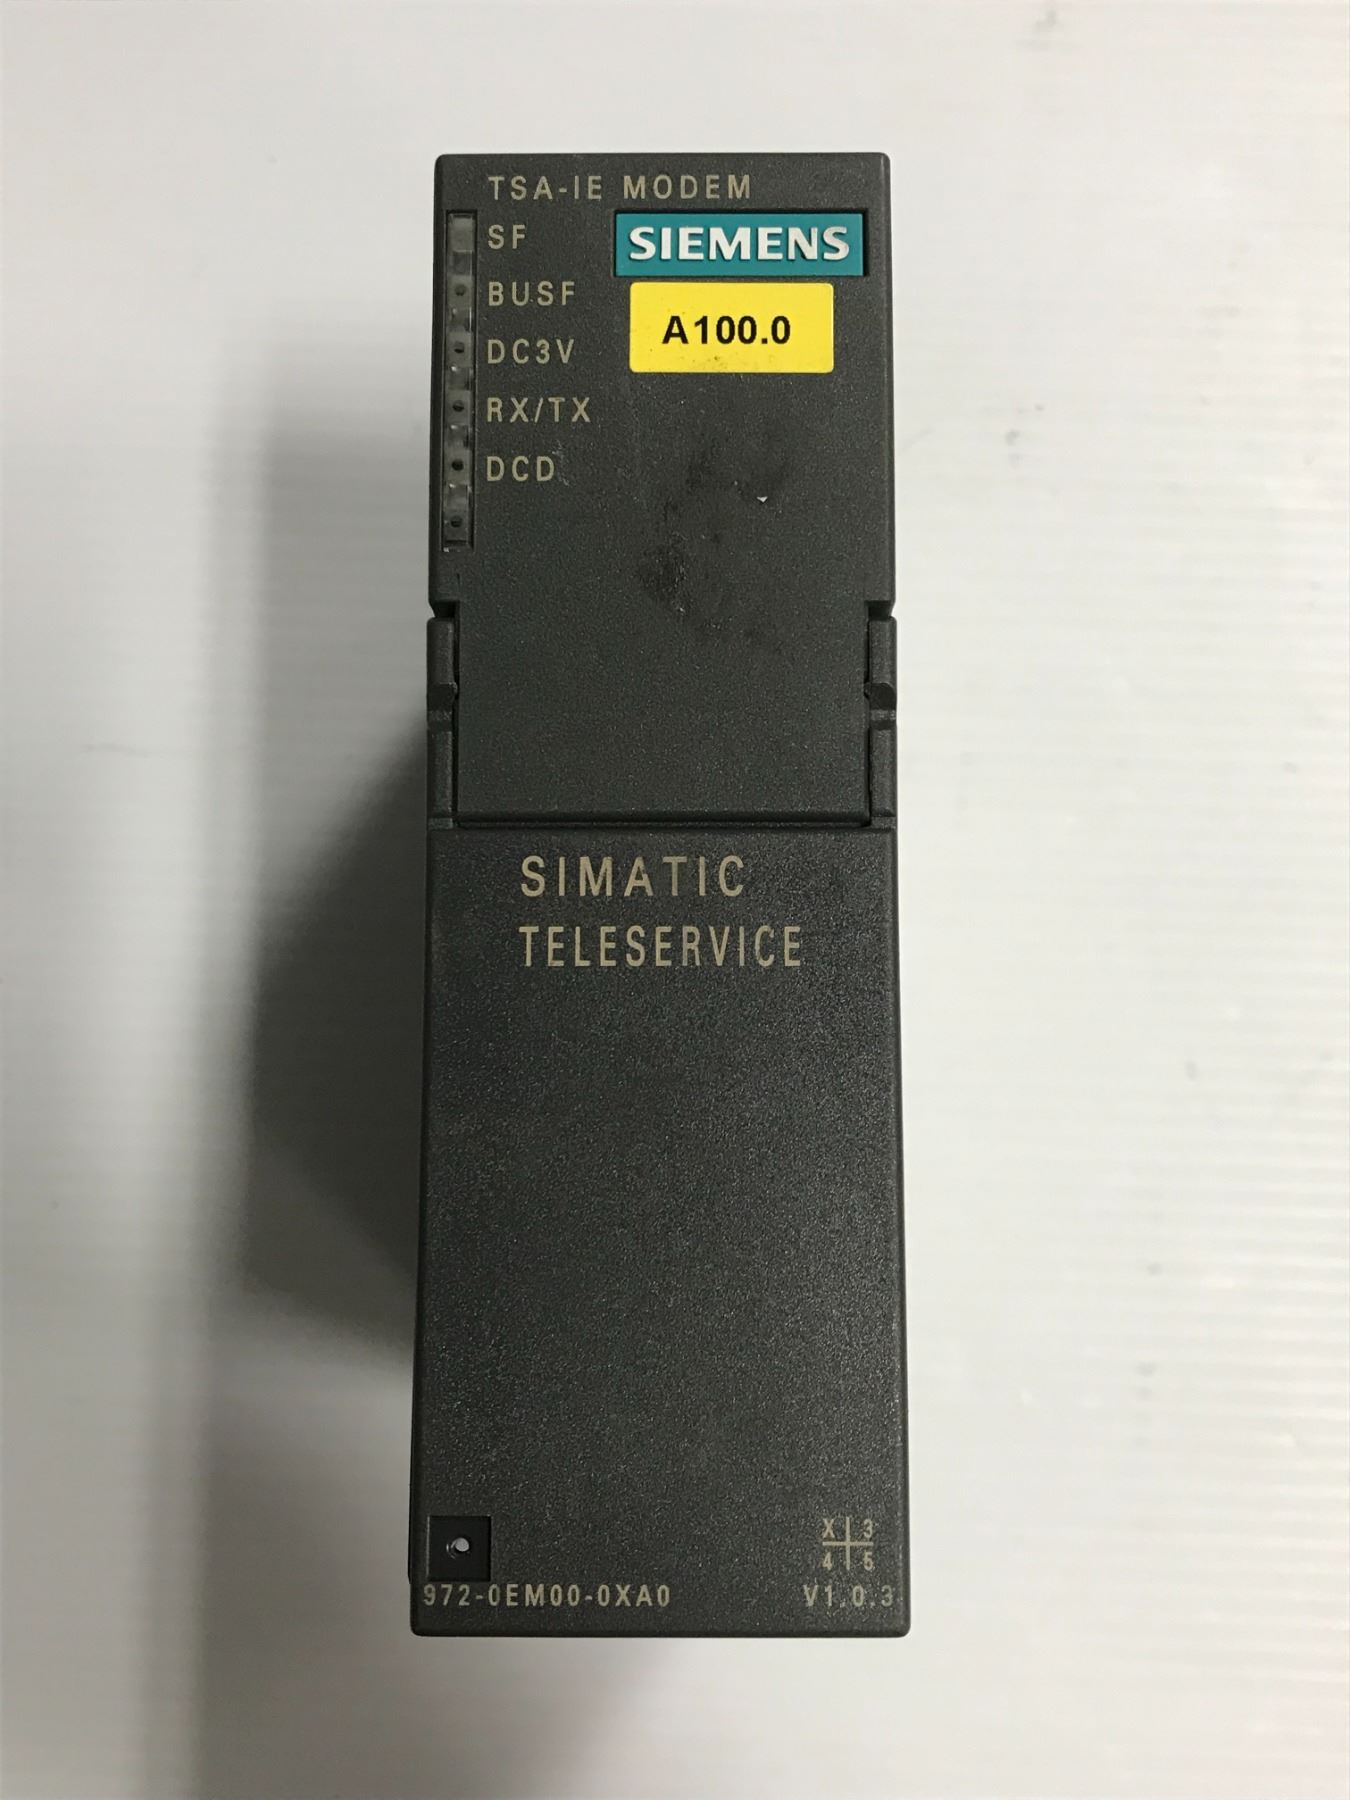 TSA-IE MODEM
SF
SIEMENS
BUSF
A100.0
DC3V
RX/TX
DCD
SIMATIC
TELESERVICE
X 3
4 5
972-0EM00-0XA0 V1.0.3